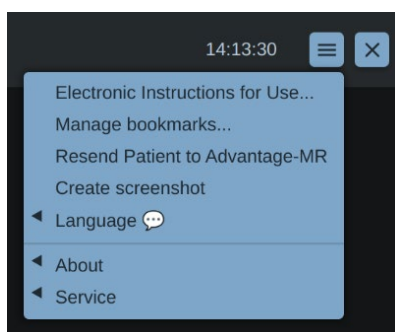 14:13:30
Electronic Instructions for Use...
Manage bookmarks...
Resend Patient to Advantage-MR
Create screenshot
Language 💬
About
Service